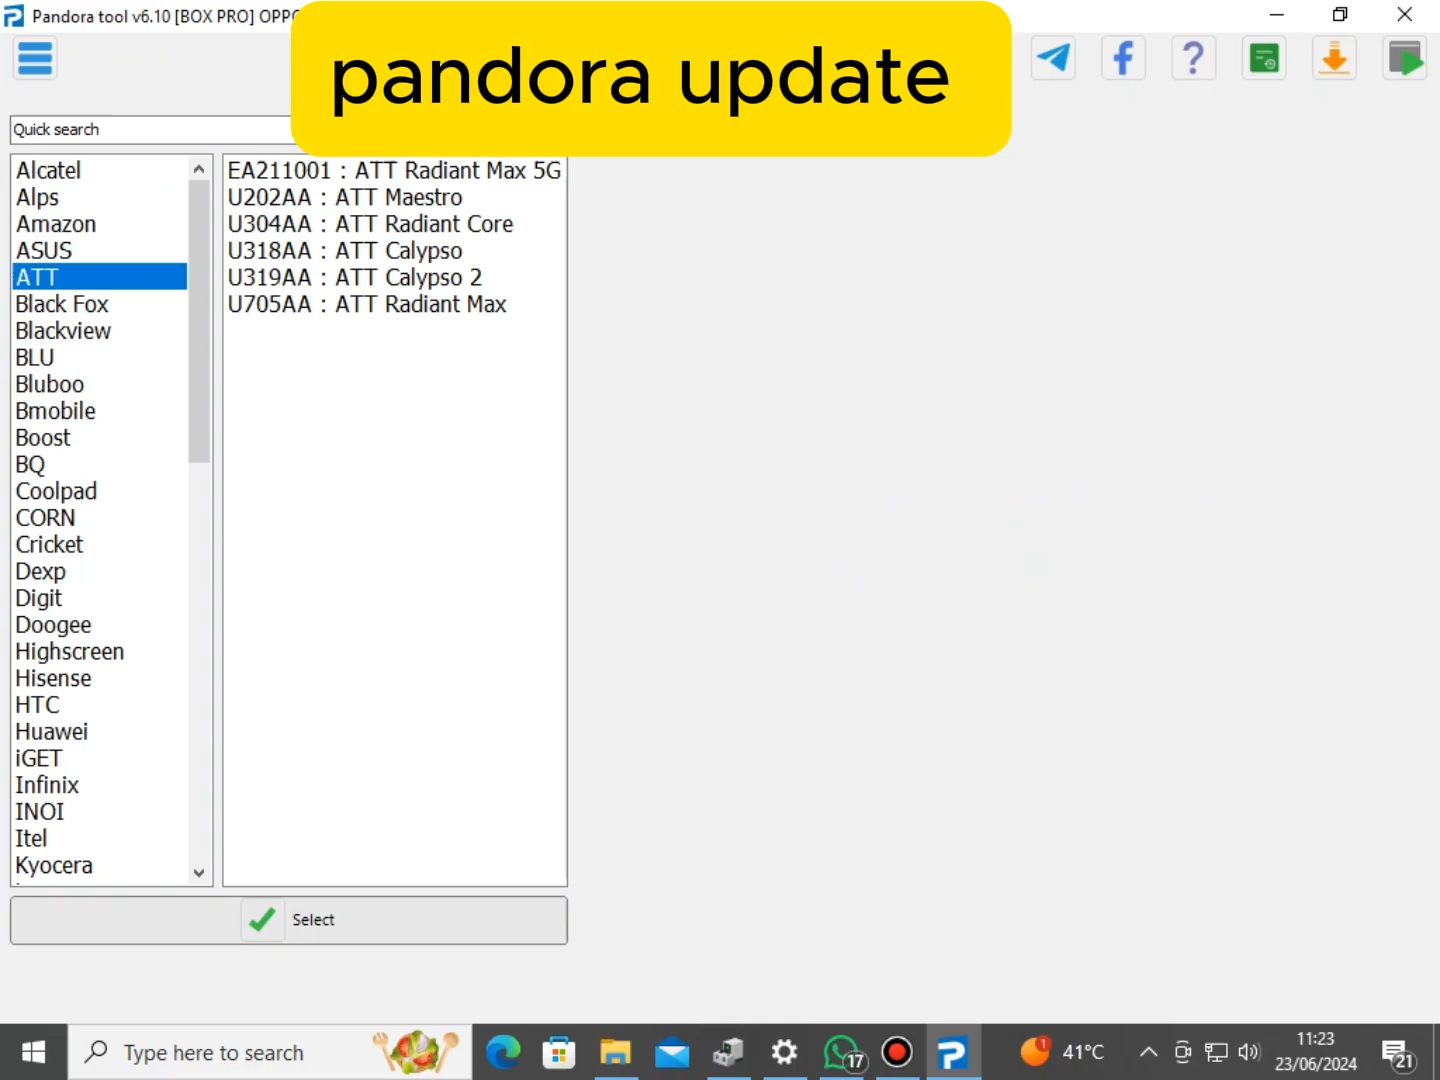 Pandora tool v6.10 [BOX PRO] OPPO
pandora update
Quick search
Alcatel
Alps
Amazon
ASUS
ATT
Black Fox
Blackview
BLU
Bluboo
Bmobile
Boost
BQ
Coolpad
CORN
Cricket
Dexp
Digit
Doogee
Highscreen
Hisense
HTC
Huawei
iGET
Infinix
INOI
Itel
Kyocera
EA211001 : ATT Radiant Max 5G
U202AA : ATT Maestro
U304AA : ATT Radiant Core
U318AA : ATT Calypso
U319AA : ATT Calypso 2
U705AA : ATT Radiant Max
Select
Type here to search
17
1
41°C
11:23
23/06/2024
21